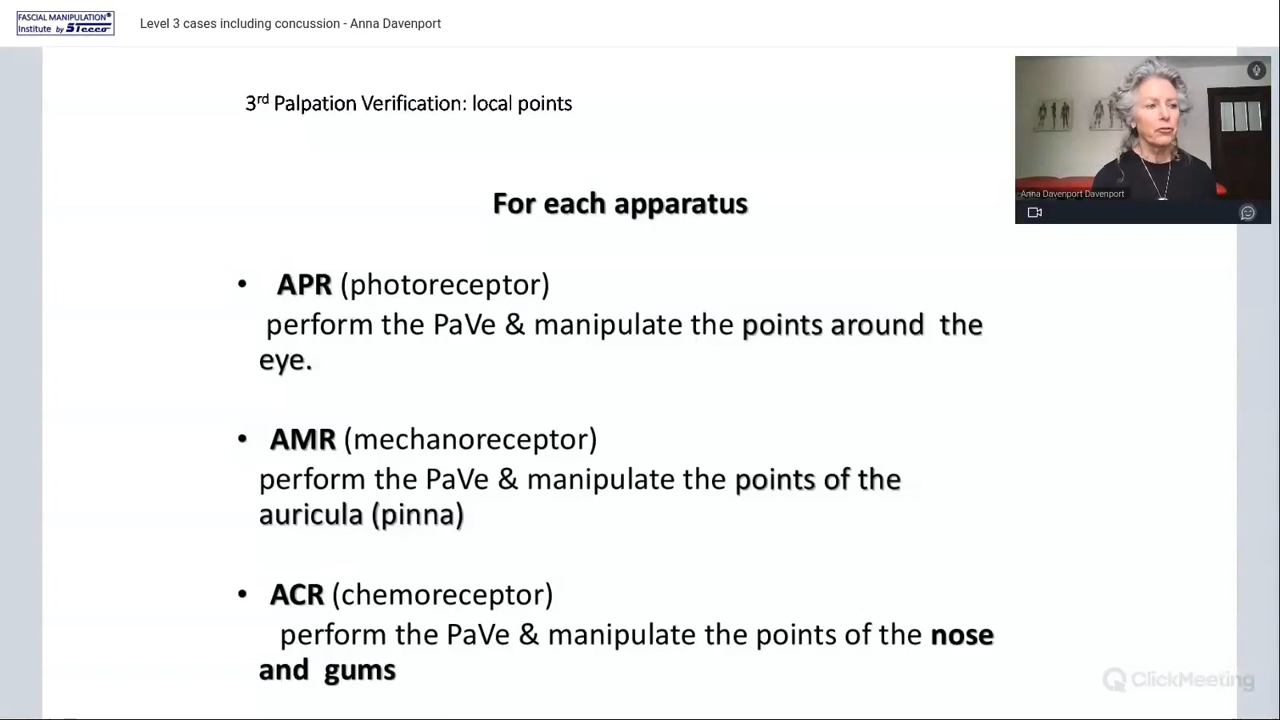 FASCIAL MANIPULATION®
Institute by Stecco
Level 3 cases including concussion - Anna Davenport
3rd Palpation Verification: local points
Anna Davenport Davenport
For each apparatus
• APR (photoreceptor)
perform the PaVe & manipulate the points around the
eye.
• AMR (mechanoreceptor)
perform the PaVe & manipulate the points of the
auricula (pinna)
• ACR (chemoreceptor)
perform the PaVe & manipulate the points of the nose
and gums
ClickMeeting